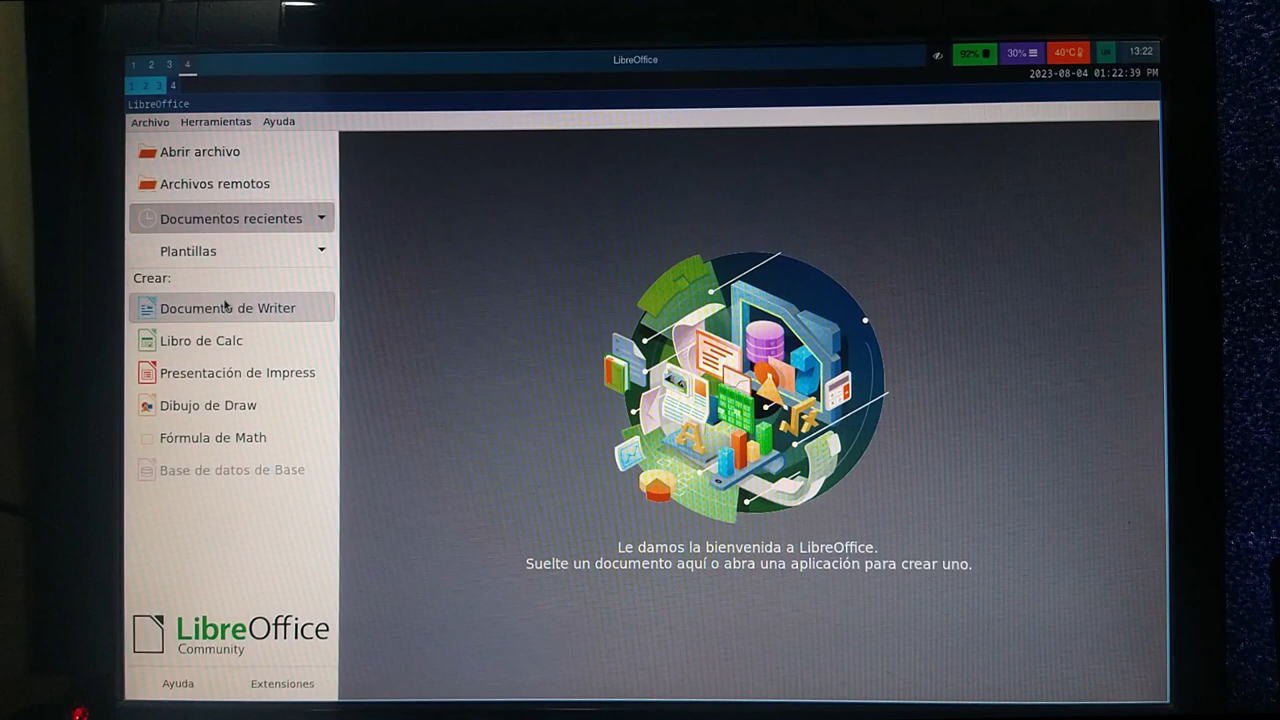 1 2 3 4
LibreOffice
92%
30%
40°C
us
13:22
1 2 3 4
2023-08-04 01:22:39 PM
LibreOffice
Archivo Herramientas Ayuda
Abrir archivo
Archivos remotos
Documentos recientes
Plantillas
Crear:
Documento de Writer
Libro de Calc
Presentación de Impress
Dibujo de Draw
Fórmula de Math
Base de datos de Base
Le damos la bienvenida a LibreOffice.
Suelte un documento aquí o abra una aplicación para crear uno.
LibreOffice
Community
Ayuda Extensiones